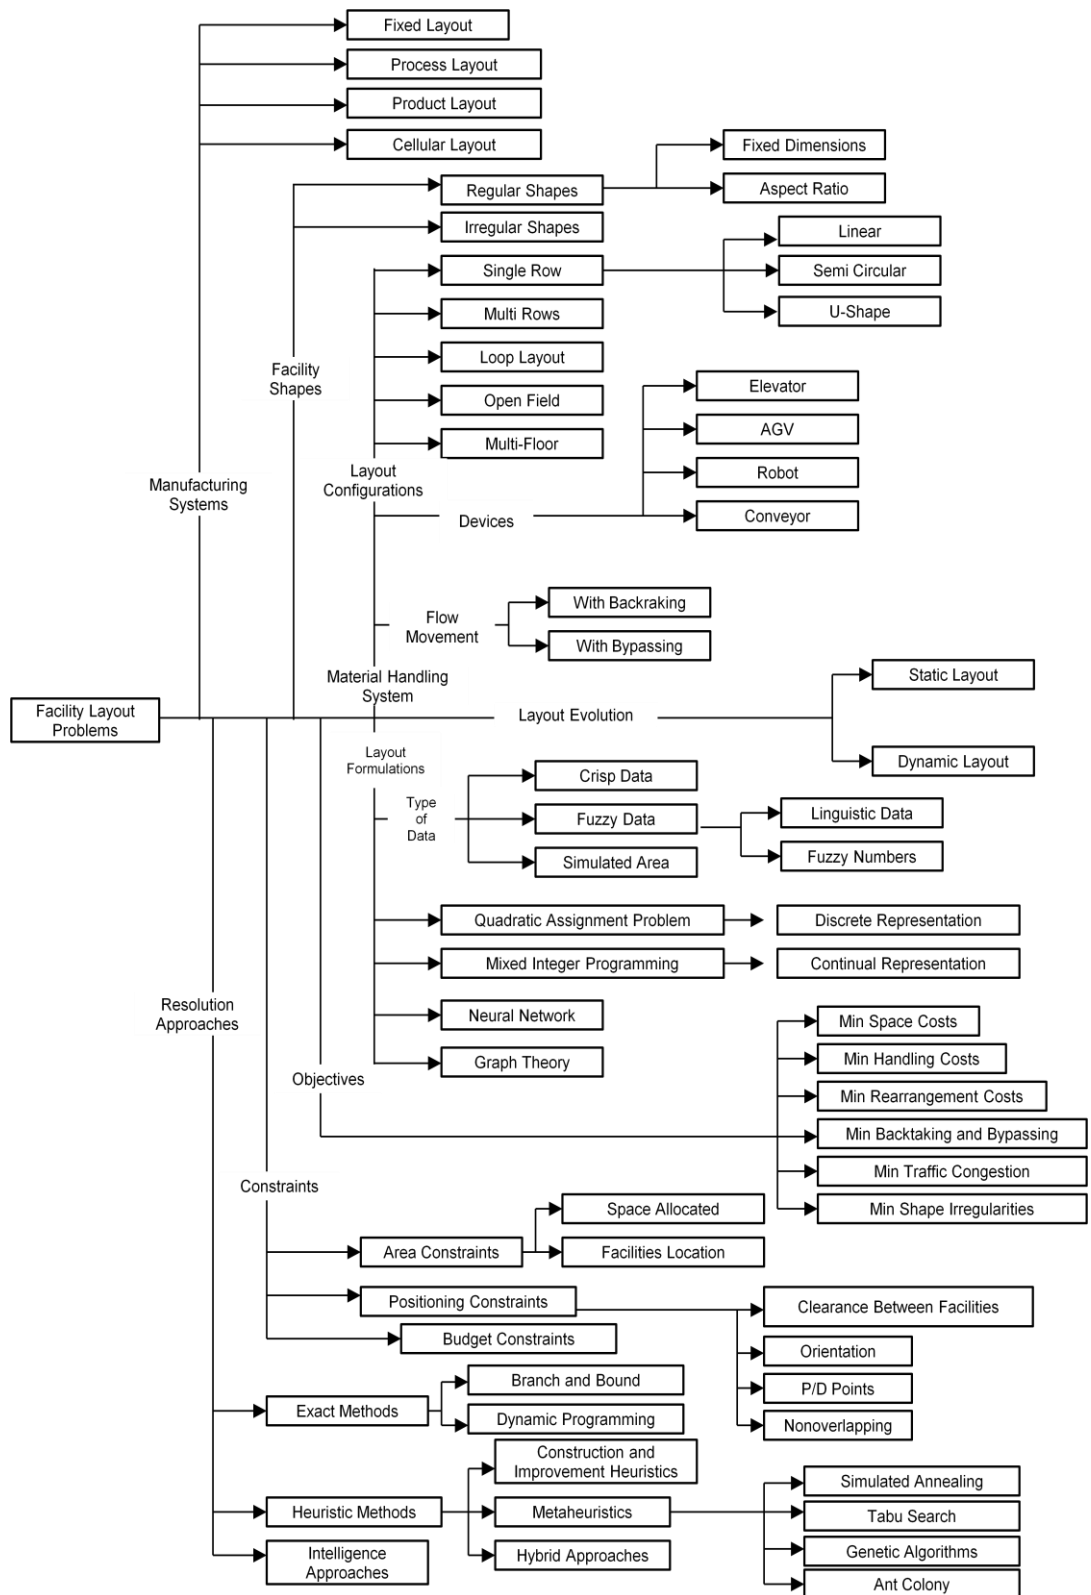 Fixed Layout
Process Layout
Product Layout
Cellular Layout
Fixed Dimensions
Regular Shapes
Aspect Ratio
Irregular Shapes
Linear
Single Row
Semi Circular
U-Shape
Multi Rows
Facility
Shapes
Loop Layout
Elevator
Open Field
AGV
Multi-Floor
Manufacturing
Systems
Layout
Configurations
Robot
Devices
Conveyor
Flow
Movement
With Backraking
With Bypassing
Material Handling
System
Static Layout
Facility Layout
Problems
Layout Evolution
Layout
Formulations
Dynamic Layout
Type
of
Data
Crisp Data
Fuzzy Data
Linguistic Data
Simulated Area
Fuzzy Numbers
Quadratic Assignment Problem
Discrete Representation
Mixed Integer Programming
Continual Representation
Resolution
Approaches
Neural Network
Min Space Costs
Graph Theory
Min Handling Costs
Objectives
Min Rearrangement Costs
Min Backtaking and Bypassing
Min Traffic Congestion
Constraints
Min Shape Irregularities
Space Allocated
Area Constraints
Facilities Location
Positioning Constraints
Clearance Between Facilities
Budget Constraints
Orientation
Branch and Bound
P/D Points
Exact Methods
Dynamic Programming
Nonoverlapping
Construction and
Improvement Heuristics
Simulated Annealing
Heuristic Methods
Metaheuristics
Tabu Search
Intelligence
Approaches
Hybrid Approaches
Genetic Algorithms
Ant Colony